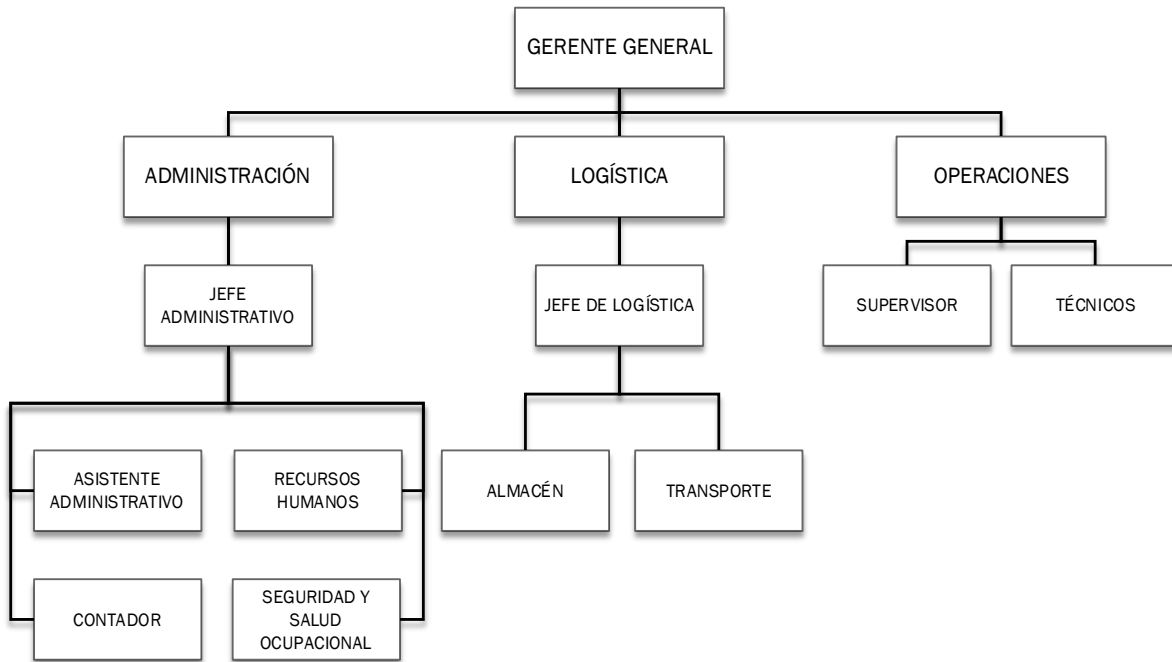 GERENTE GENERAL
ADMINISTRACIÓN
LOGÍSTICA
OPERACIONES
JEFE
ADMINISTRATIVO
JEFE DE LOGÍSTICA
SUPERVISOR
TÉCNICOS
ASISTENTE
ADMINISTRATIVO
RECURSOS
HUMANOS
ALMACÉN
TRANSPORTE
CONTADOR
SEGURIDAD Y
SALUD
OCUPACIONAL